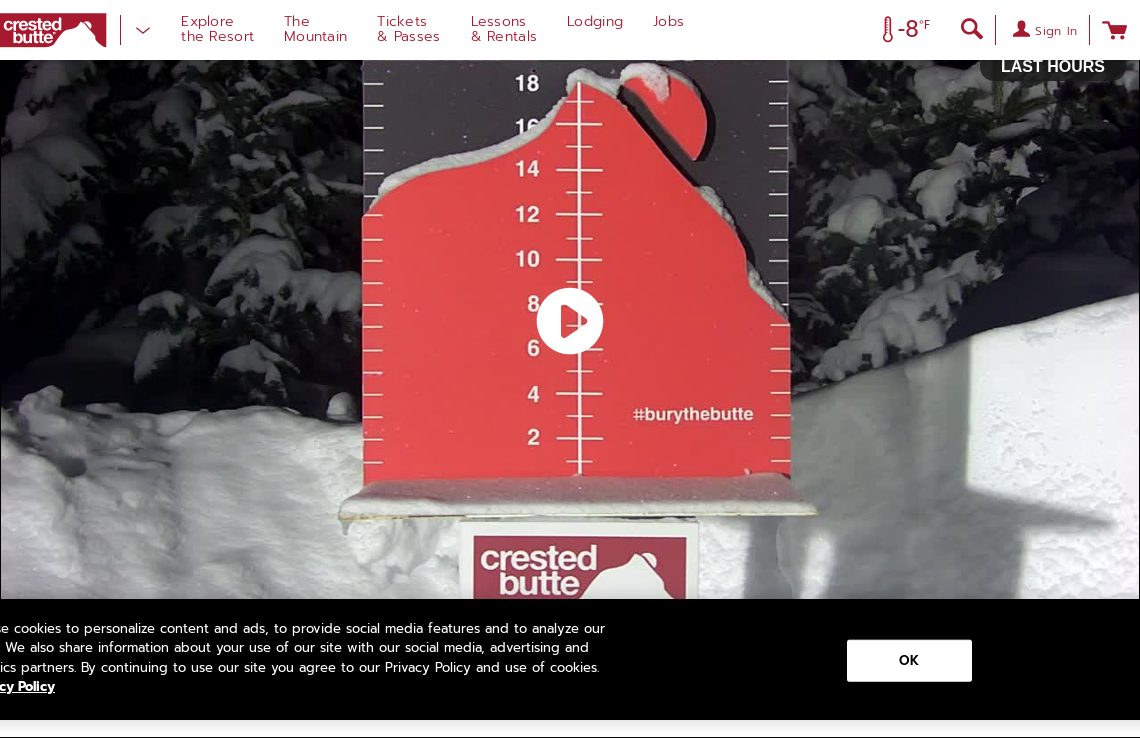 crested
butte
Explore
the Resort
The
Mountain
Tickets
& Passes
Lessons
& Rentals
Lodging
Jobs
-8°F
Sign In
LAST HOURS
18
16
14
12
10
8
6
4
2
#burythebutte
crested
butte
cookies to personalize content and ads, to provide social media features and to analyze our
We also share information about your use of our site with our social media, advertising and
partners. By continuing to use our site you agree to our Privacy Policy and use of cookies.
Policy
OK